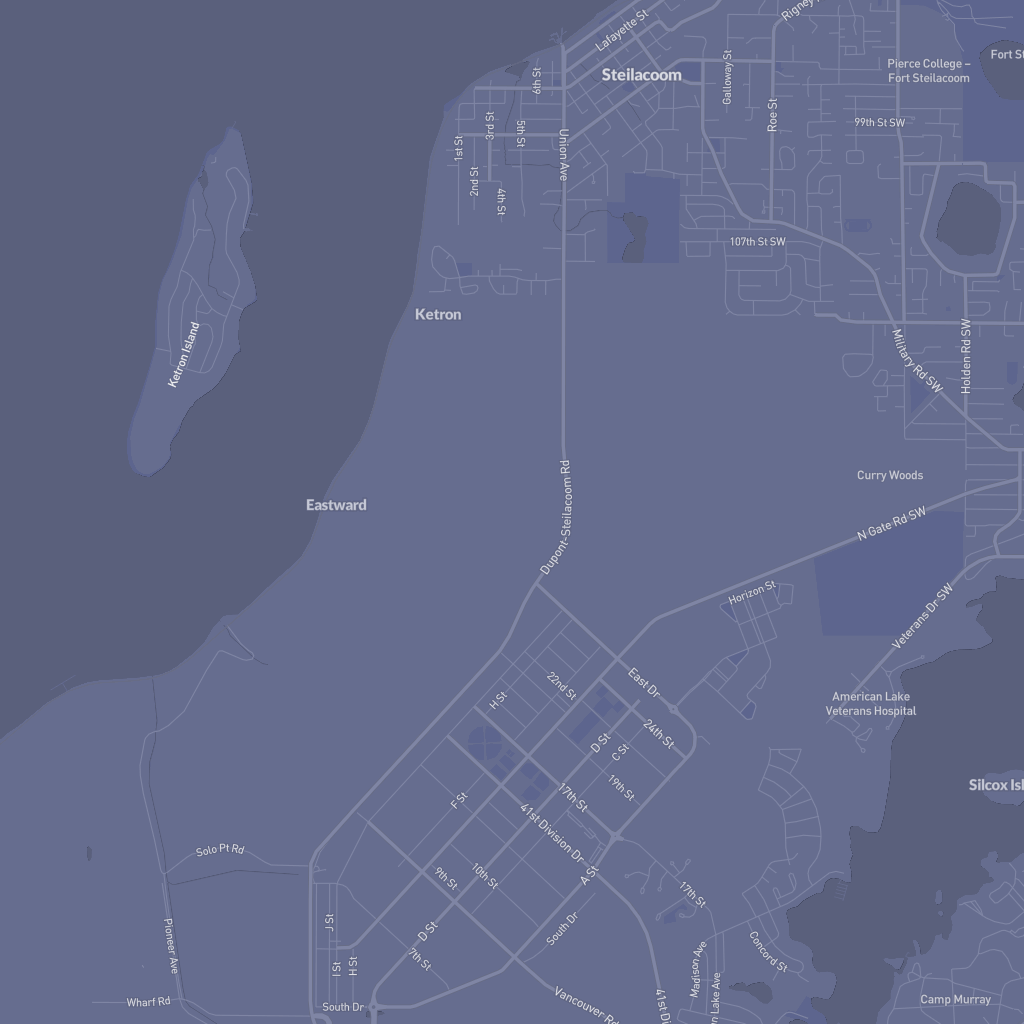 Lafayette St
Rigney
Steilacoom
Galloway St
Pierce College –
Fort Steilacoom
Fort St
6th St
Roe St
99th St SW
3rd St
5th St
1st St
Union Ave
2nd St
4th St
107th St SW
Ketron
Ketron Island
Military Rd SW
Holden Rd SW
Curry Woods
Eastward
Dupont-Steilacoom Rd
N Gate Rd SW
Horizon St
Veterans Dr SW
East Dr
22nd St
H St
American Lake
Veterans Hospital
24th St
D St
C St
Silcox Isl
19th St
17th St
F St
41st Division Dr
Solo Pt Rd
A St
9th St
10th St
17th St
J St
D St
South Dr
Pioneer Ave
7th St
Concord St
I St
H St
Madison Ave
Wharf Rd
South Dr
Vancouver Rd
41st Di
n Lake Ave
Camp Murray